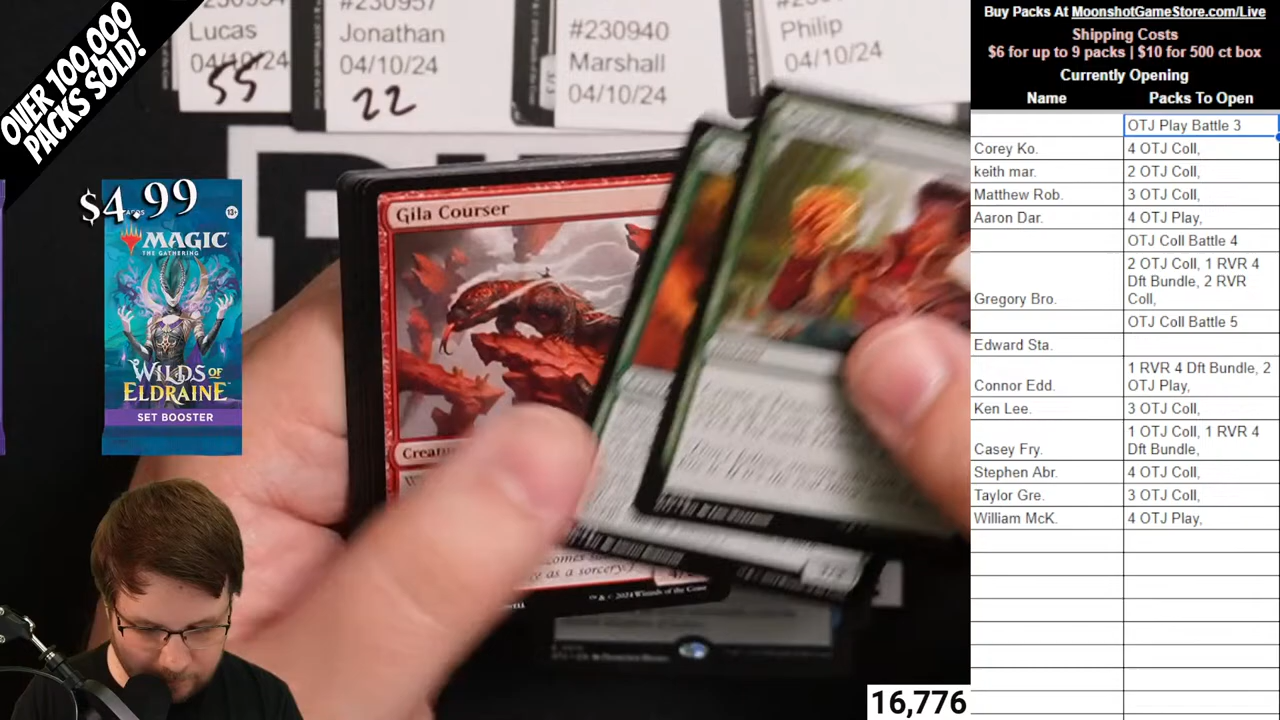 OVER 100,000
PACKS SOLD!
Lucas
04/10/24
55
#230957
Jonathan
04/10/24
22
#230940
Marshall
04/10/24
Philip
04/10/24
$4.99
13+
MAGIC
THE GATHERING
WILDS OF
ELDRAINE
SET BOOSTER
Gila Courser
16,776
Buy Packs At MoonshotGameStore.com/Live
Shipping Costs
$6 for up to 9 packs | $10 for 500 ct box
Currently Opening
Name Packs To Open
OTJ Play Battle 3
Corey Ko. 4 OTJ Coll,
keith mar. 2 OTJ Coll,
Matthew Rob. 3 OTJ Coll,
Aaron Dar. 4 OTJ Play,
OTJ Coll Battle 4
2 OTJ Coll, 1 RVR 4
Dft Bundle, 2 RVR
Gregory Bro. Coll,
OTJ Coll Battle 5
Edward Sta.
1 RVR 4 Dft Bundle, 2
Connor Edd. OTJ Play,
Ken Lee. 3 OTJ Coll,
1 OTJ Coll, 1 RVR 4
Casey Fry. Dft Bundle,
Stephen Abr. 4 OTJ Coll,
Taylor Gre. 3 OTJ Coll,
William McK. 4 OTJ Play,